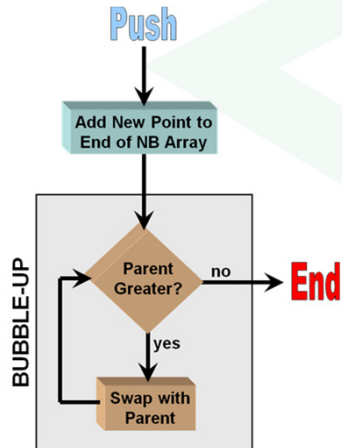 Push
Add New Point to
End of NB Array
BUBBLE-UP
Parent
Greater?
no
End
yes
Swap with
Parent